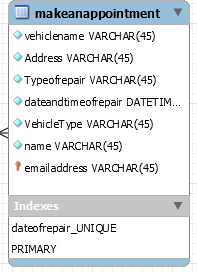 makeanappointment
vehiclename VARCHAR(45)
Address VARCHAR(45)
Typeofrepair VARCHAR(45)
dateandtimeofrepair DATETIM...
VehicleType VARCHAR(45)
name VARCHAR(45)
emailaddress VARCHAR(45)
Indexes
dateofrepair_UNIQUE
PRIMARY